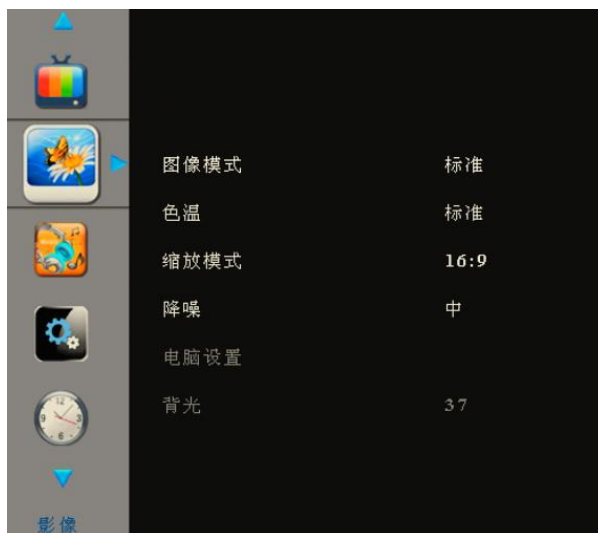 图像模式 标准
色温 标准
缩放模式 16:9
降噪 中
电脑设置
背光 37
影像